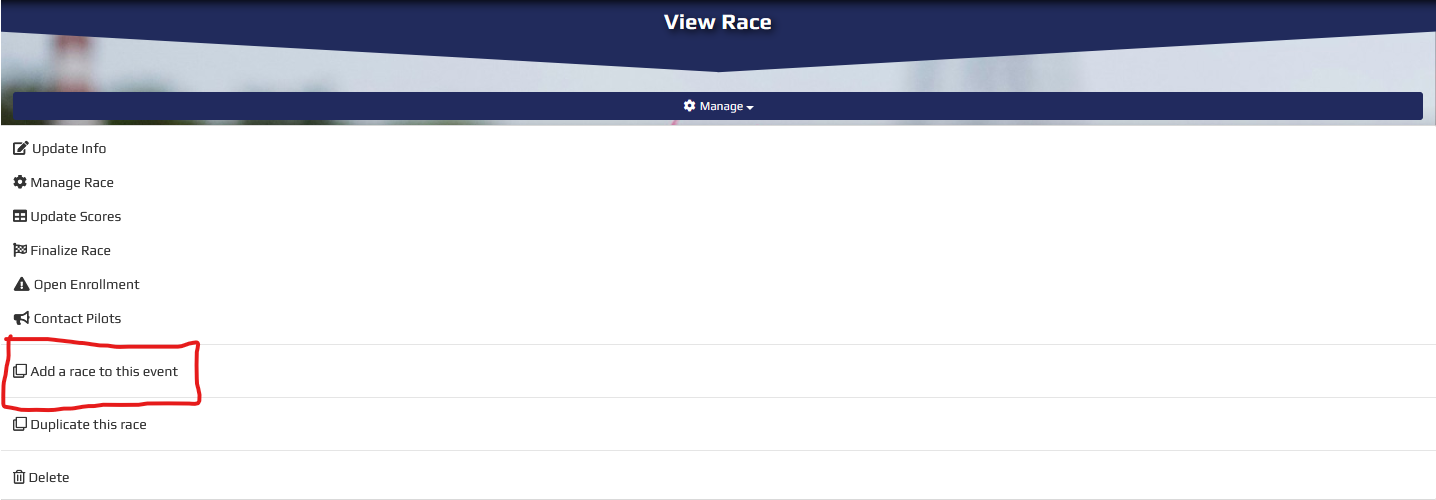 View Race
Manage
Update Info
Manage Race
Update Scores
Finalize Race
Open Enrollment
Contact Pilots
Add a race to this event
Duplicate this race
Delete